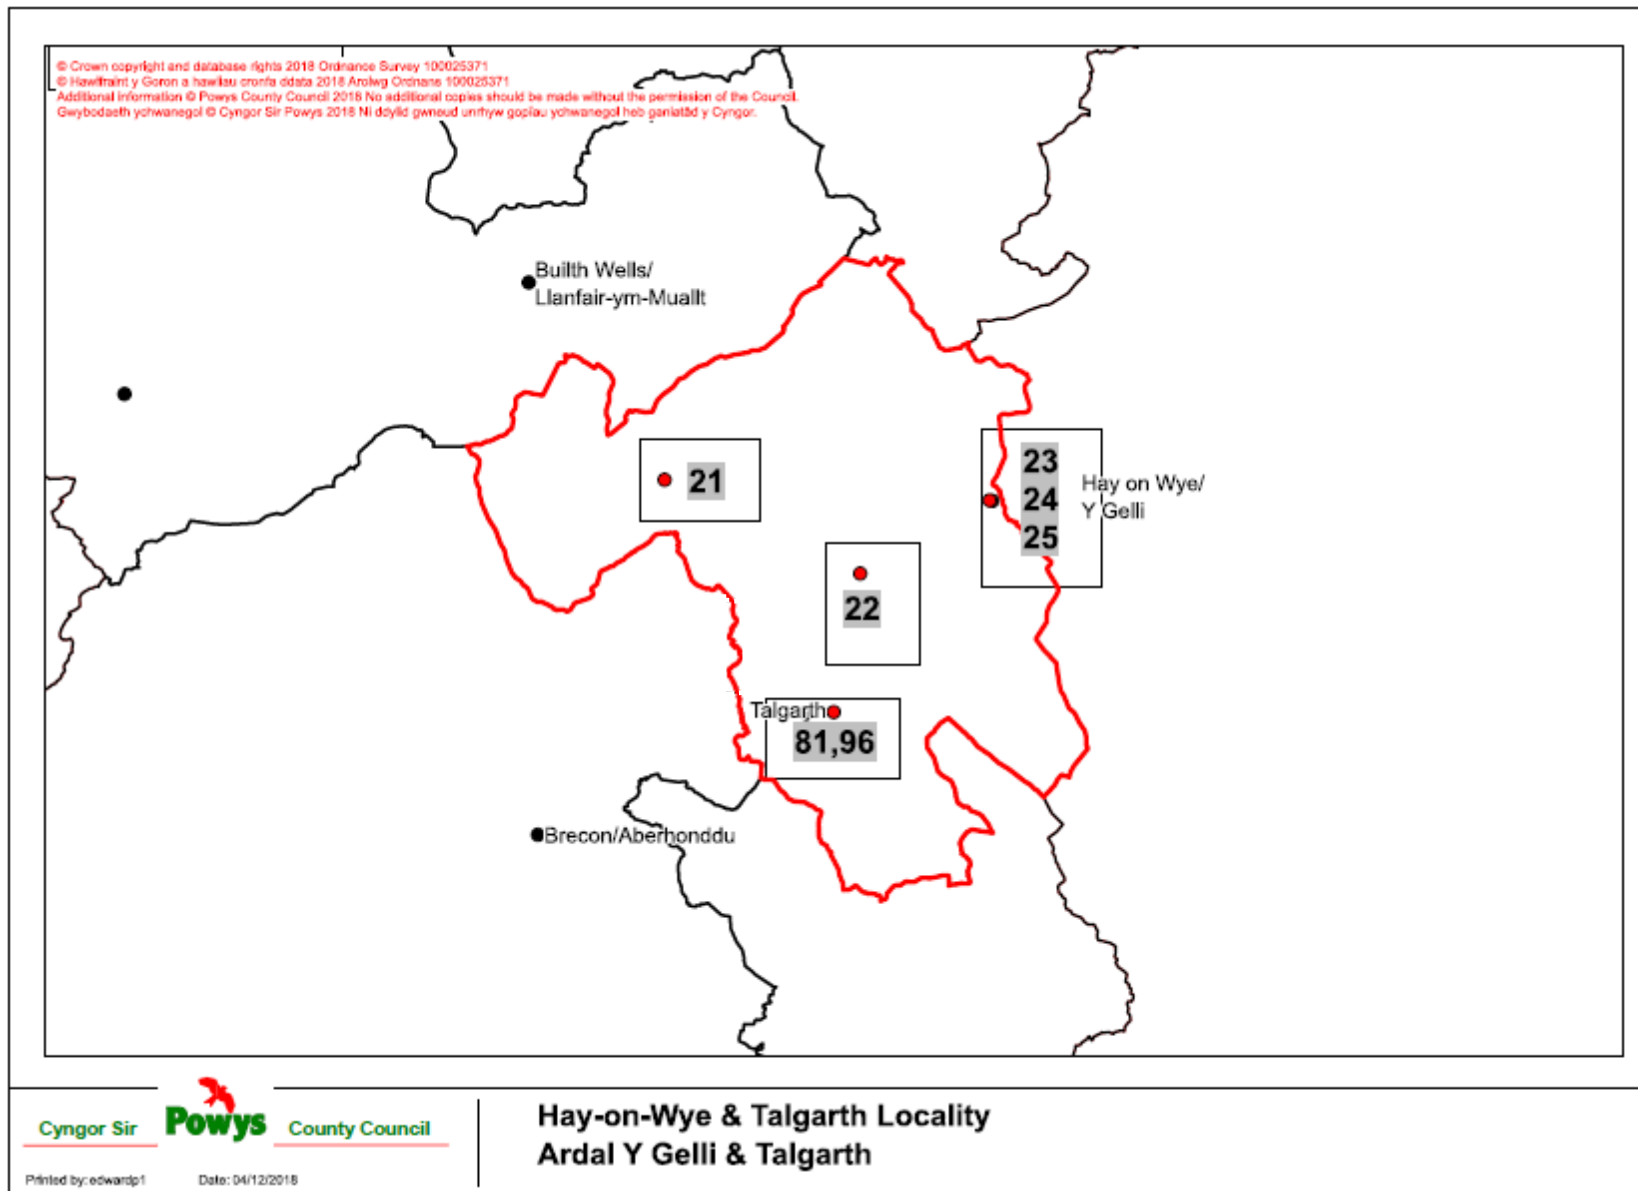 © Crown copyright and database rights 2018 Ordnance Survey 100025371
© Hawlfraint y Goron a hawliau cronfa ddata 2018 Arolwg Ordnans 100025371
Additional Information © Powys County Council 2018 No additional copies should be made without the permission of the Council.
Gwybodaeth ychwanegol © Cyngor Sir Powys 2018 Ni ddylid gwneud unrhyw gopïau ychwanegol heb ganiatâd y Cyngor.
Builth Wells/
Llanfair-ym-Muallt
21
23
24
25
Hay on Wye/
Y Gelli
22
Talgarth
81,96
Brecon/Aberhonddu
Cyngor Sir Powys County Council
Printed by: edwardp1 Date: 04/12/2018
Hay-on-Wye & Talgarth Locality
Ardal Y Gelli & Talgarth